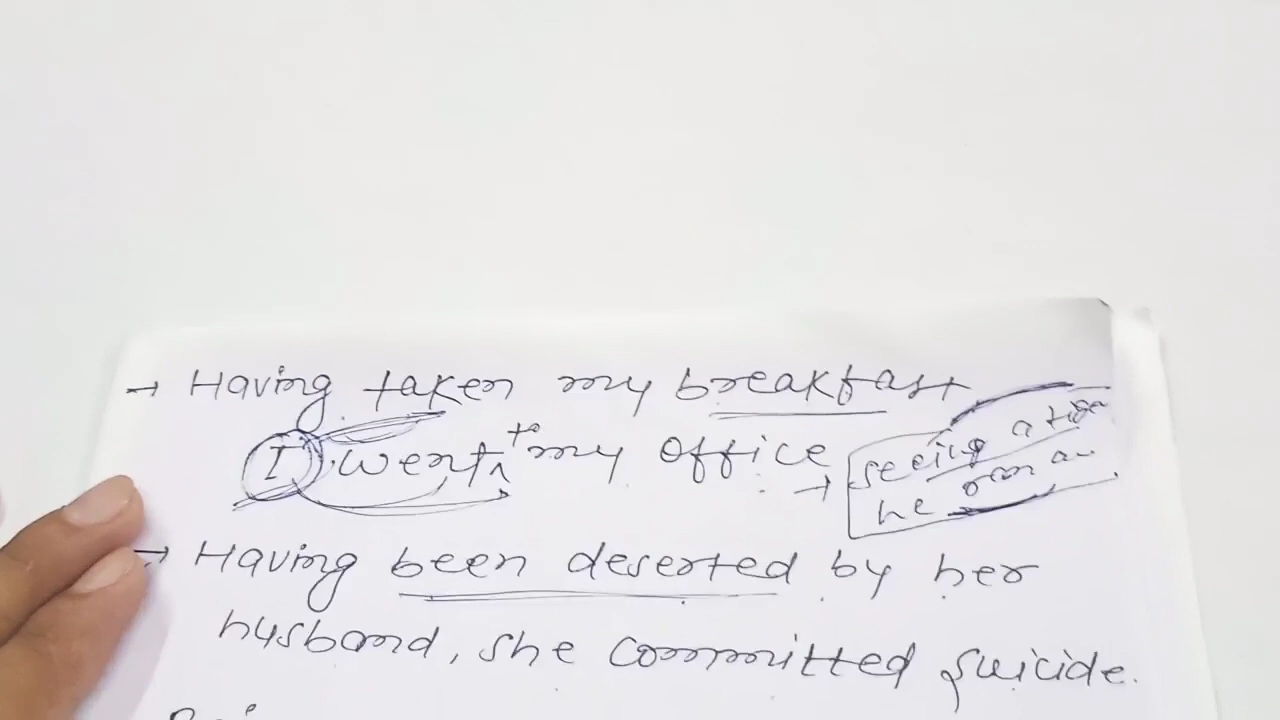 → Having taken my breakfast
I went to my office
→ seeing a tiger
he
→ Having been deserted by her
husband, she committed suicide.